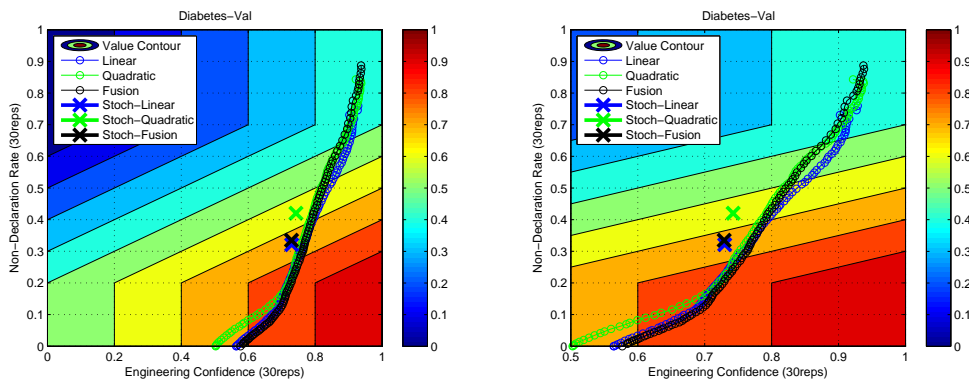 Diabetes−Val
Non−Declaration Rate (30reps)
1
0.9
0.8
0.7
0.6
0.5
0.4
0.3
0.2
0.1
0
Value Contour
Linear
Quadratic
Fusion
Stoch−Linear
Stoch−Quadratic
Stoch−Fusion
0 0.2 0.4 0.6 0.8 1
Engineering Confidence (30reps)
1
0.9
0.8
0.7
0.6
0.5
0.4
0.3
0.2
0.1
0
Diabetes−Val
Non−Declaration Rate (30reps)
1
0.9
0.8
0.7
0.6
0.5
0.4
0.3
0.2
0.1
0
Value Contour
Linear
Quadratic
Fusion
Stoch−Linear
Stoch−Quadratic
Stoch−Fusion
0.5 0.6 0.7 0.8 0.9 1
Engineering Confidence (30reps)
1
0.9
0.8
0.7
0.6
0.5
0.4
0.3
0.2
0.1
0